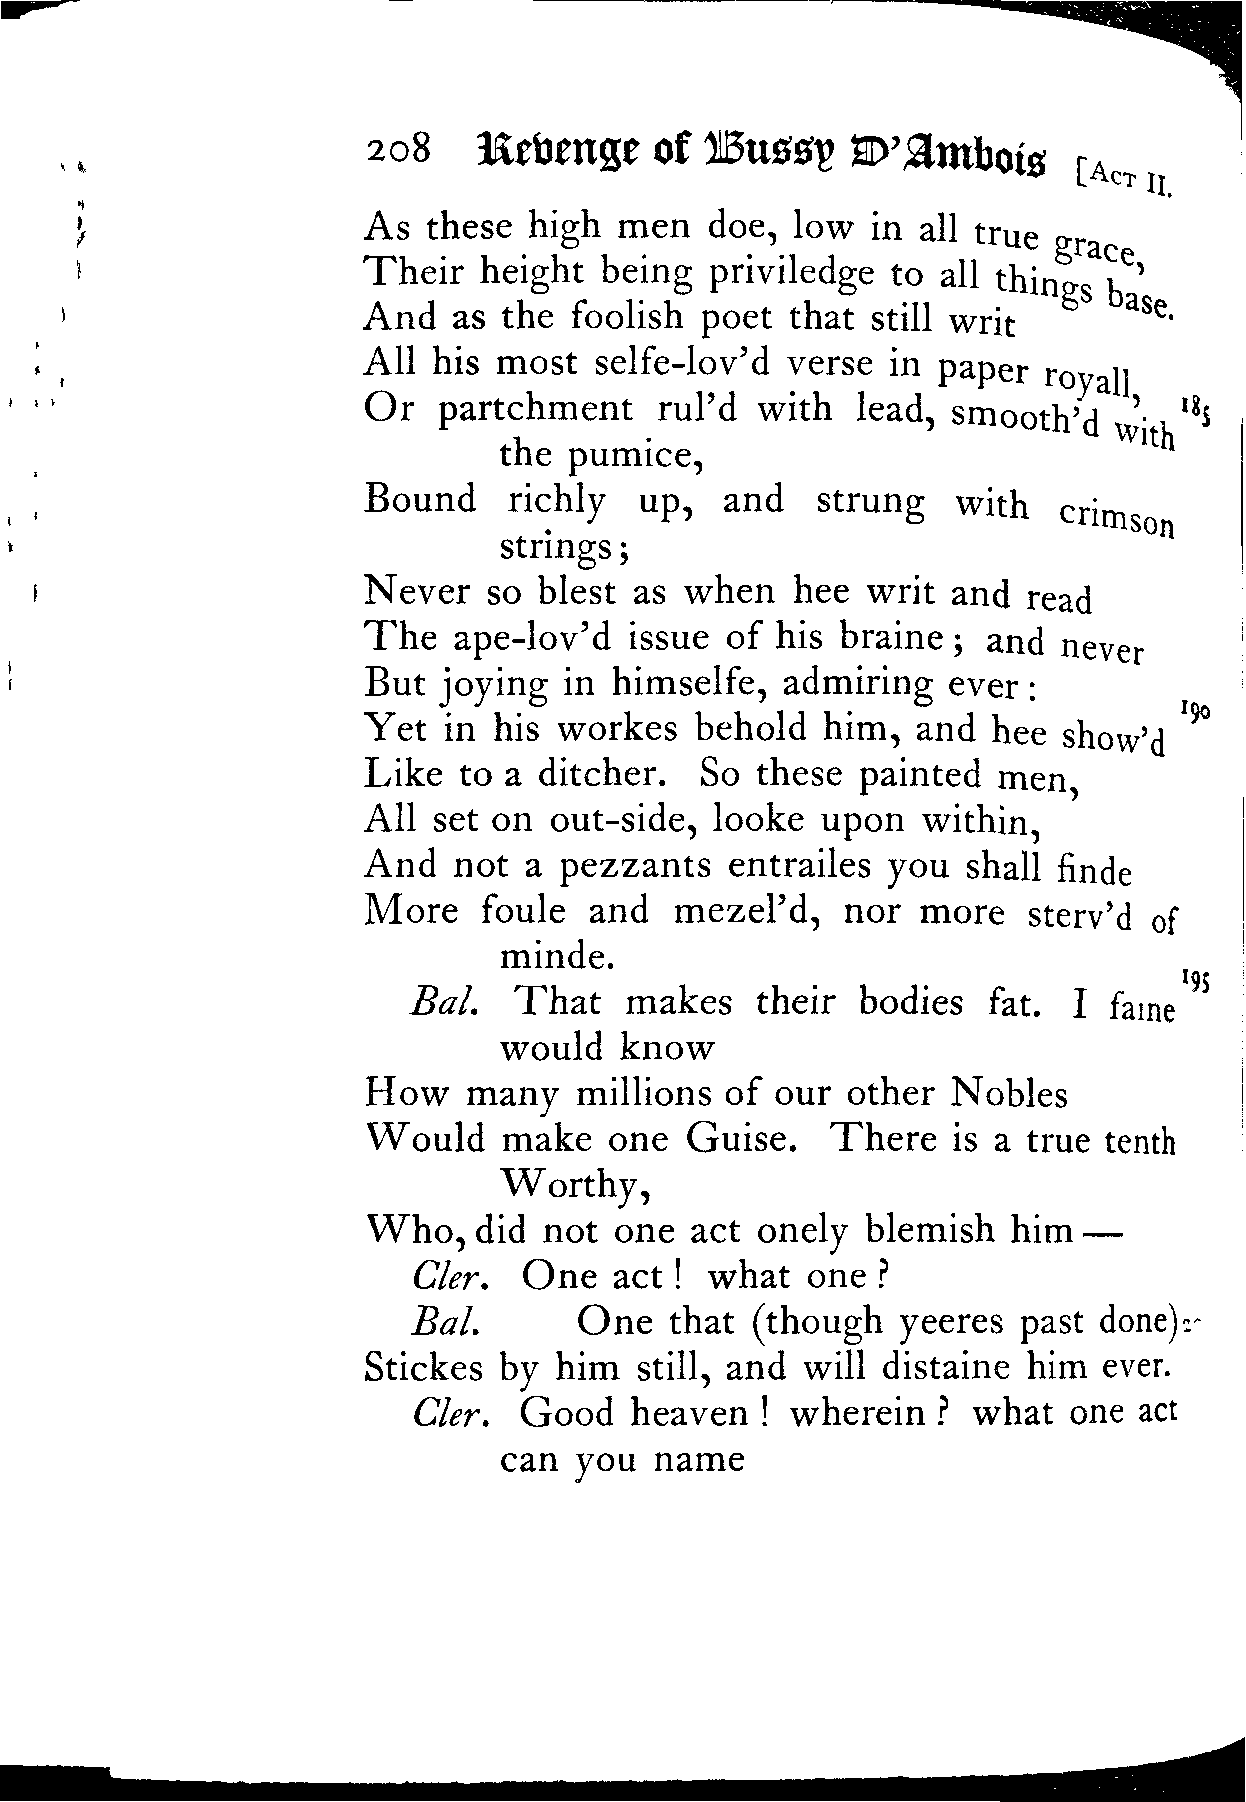 208 Revenge of Bussy D'Ambois [ACT II.
As these high men doe, low in all true grace,
Their height being priviledge to all things base.
And as the foolish poet that still writ
All his most selfe-lov'd verse in paper royall,
Or partchment rul'd with lead, smooth'd with 185
the pumice,
Bound richly up, and strung with crimson
strings;
Never so blest as when hee writ and read
The ape-lov'd issue of his braine; and never
But joying in himselfe, admiring ever:
Yet in his workes behold him, and hee show'd 190
Like to a ditcher. So these painted men,
All set on out-side, looke upon within,
And not a pezzants entrailes you shall finde
More foule and mezel'd, nor more sterv'd of
minde.
Bal. That makes their bodies fat. I faine 195
would know
How many millions of our other Nobles
Would make one Guise. There is a true tenth
Worthy,
Who, did not one act onely blemish him —
Cler. One act! what one?
Bal. One that (though yeeres past done)
Stickes by him still, and will distaine him ever.
Cler. Good heaven! wherein? what one act
can you name